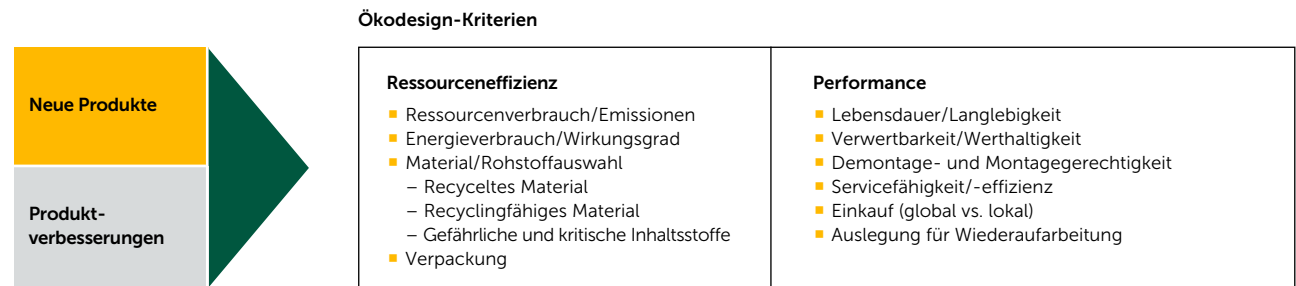 Ökodesign-Kriterien
Neue Produkte
Produkt-
verbesserungen
Ressourceneffizienz
Ressourcenverbrauch/Emissionen
Energieverbrauch/Wirkungsgrad
Material/Rohstoffauswahl
– Recyceltes Material
– Recyclingfähiges Material
– Gefährliche und kritische Inhaltsstoffe
Verpackung
Performance
Lebensdauer/Langlebigkeit
Verwertbarkeit/Werthaltigkeit
Demontage- und Montagegerechtigkeit
Servicefähigkeit/-effizienz
Einkauf (global vs. lokal)
Auslegung für Wiederaufarbeitung